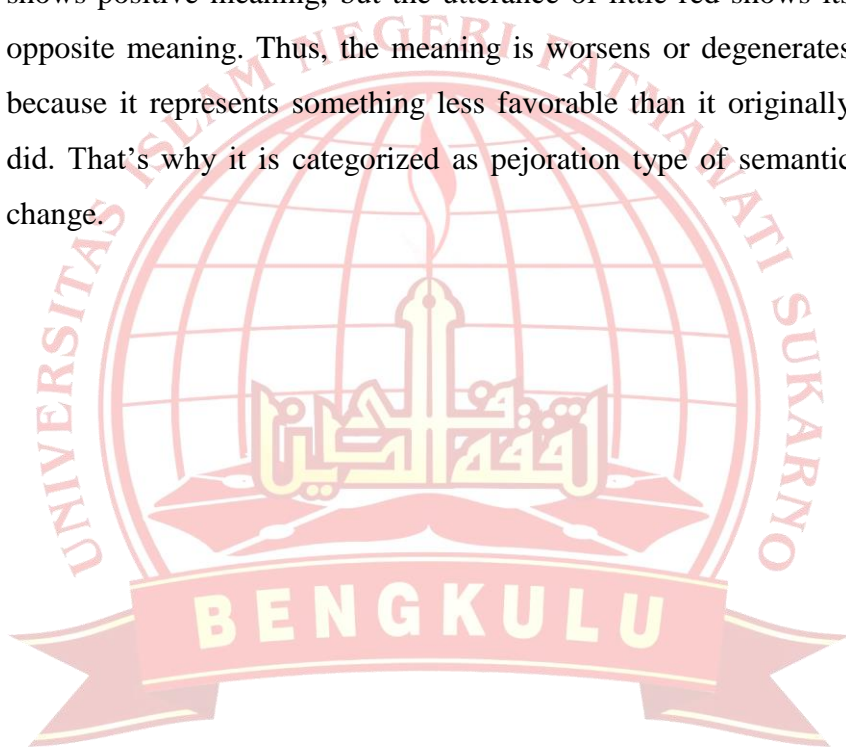 shows positive meaning, but the utterance of little red shows its
opposite meaning. Thus, the meaning is worsens or degenerates
because it represents something less favorable than it originally
did. That's why it is categorized as pejoration type of semantic
change.
UNIVERSITAS ISLAM NEGERI FATMAWATI SUKARNO
BENGKULU